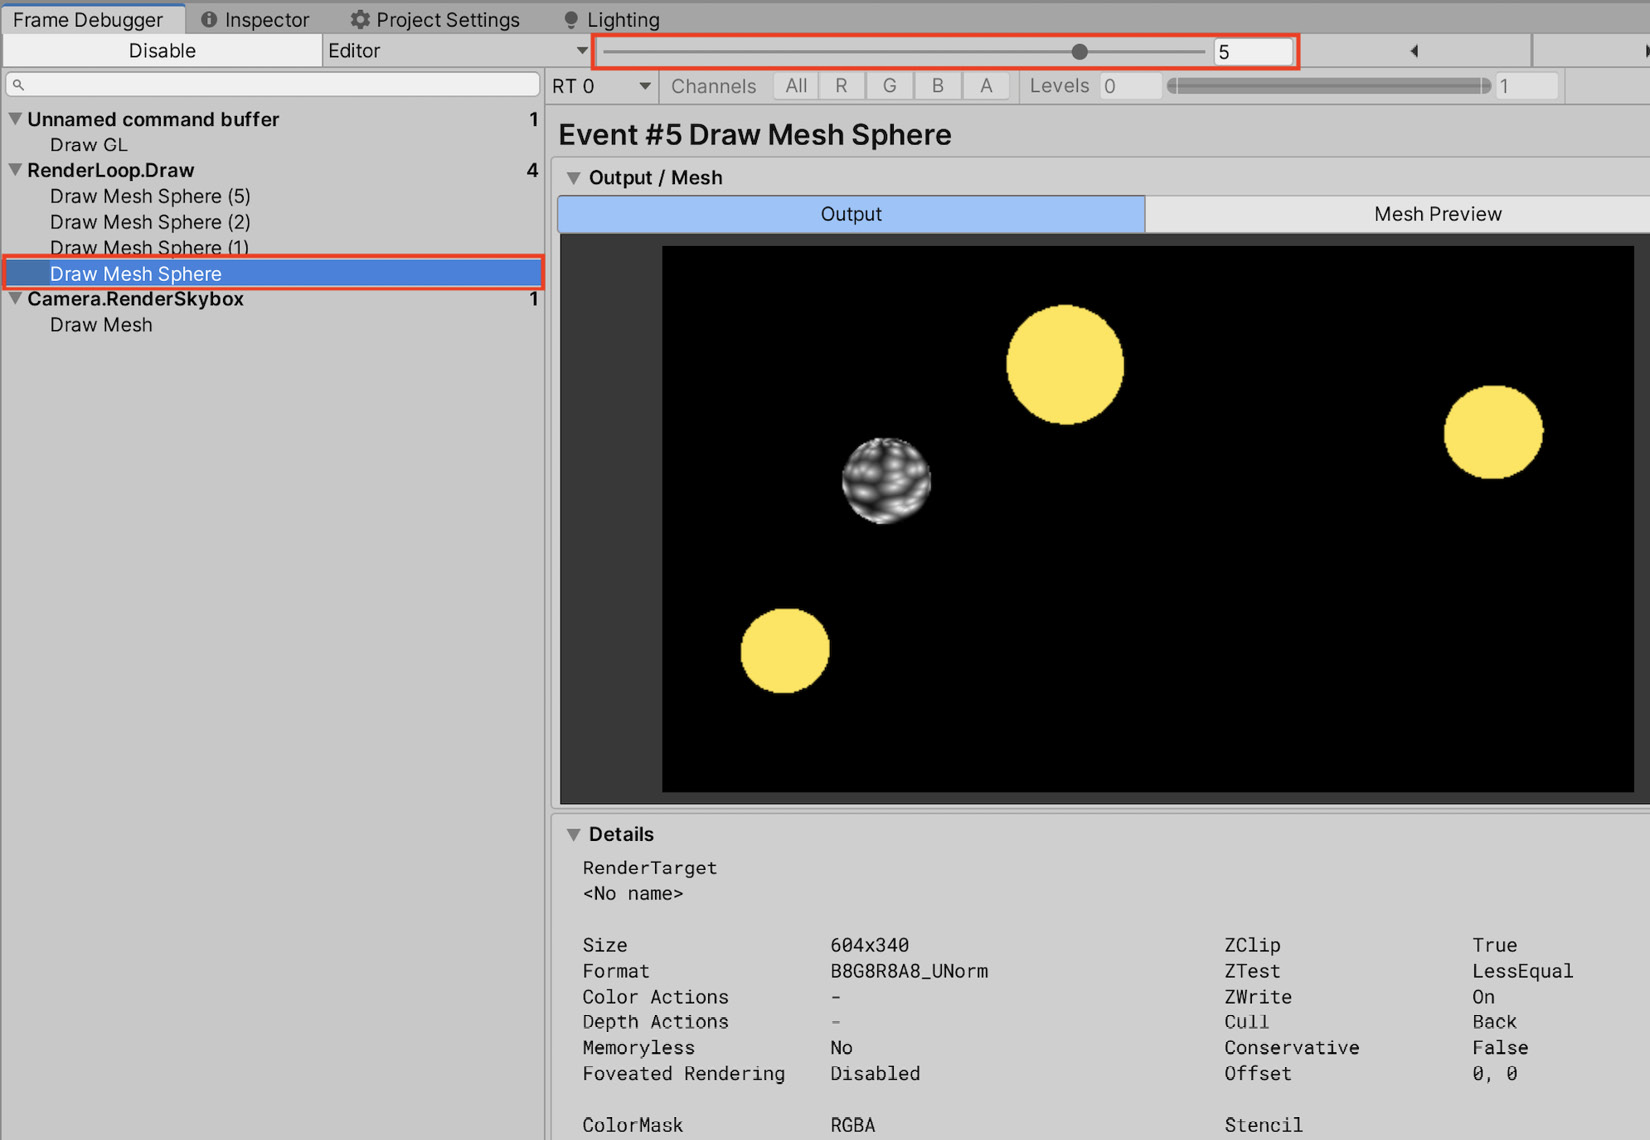 Frame Debugger Inspector Project Settings Lighting
Disable Editor 5
RT 0 Channels All R G B A Levels 0 1
Unnamed command buffer 1
Draw GL
RenderLoop.Draw 4
Draw Mesh Sphere (5)
Draw Mesh Sphere (2)
Draw Mesh Sphere (1)
Draw Mesh Sphere
Camera.RenderSkybox 1
Draw Mesh
Event #5 Draw Mesh Sphere
Output / Mesh
Output Mesh Preview
Details
RenderTarget
<No name>
Size 604x340 ZClip True
Format B8G8R8A8_UNorm ZTest LessEqual
Color Actions - ZWrite On
Depth Actions - Cull Back
Memoryless No Conservative False
Foveated Rendering Disabled Offset 0, 0
ColorMask RGBA Stencil